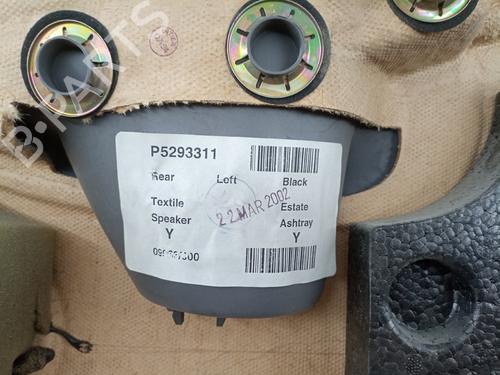 P5293311
Rear Left Black
Textile Estate
Speaker Ashtray
Y Y
22 MAR 2002
B-PARTS